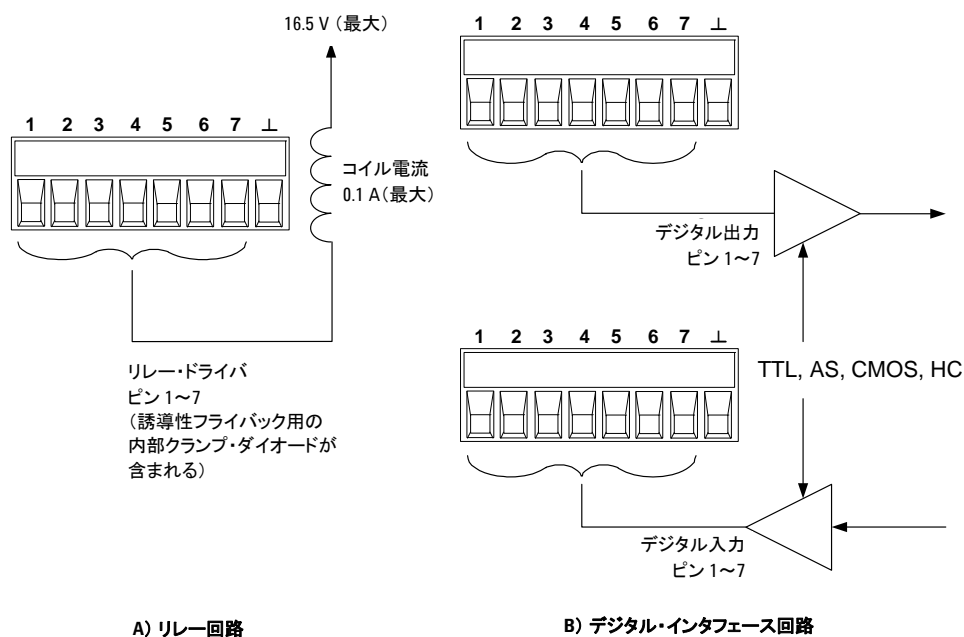 16.5 V (最大)
1 2 3 4 5 6 7 ⊥
コイル電流
0.1 A(最大)
リレー・ドライバ
ピン 1～7
(誘導性フライバック用の
内部クランプ・ダイオードが
含まれる)
A) リレー回路
1 2 3 4 5 6 7 ⊥
デジタル出力
ピン 1～7
TTL, AS, CMOS, HC
1 2 3 4 5 6 7 ⊥
デジタル入力
ピン 1～7
B) デジタル・インタフェース回路